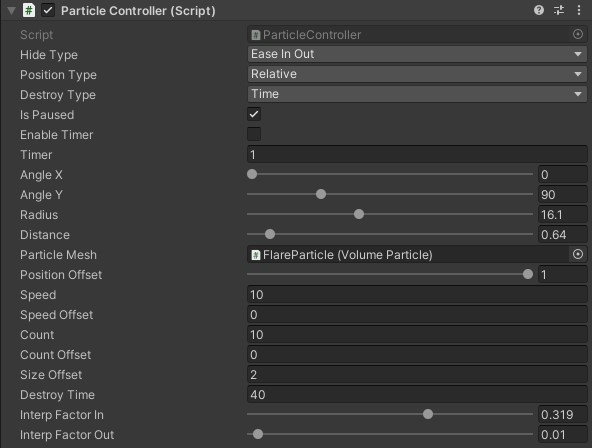 # Particle Controller (Script)
Script # ParticleController
Hide Type Ease In Out
Position Type Relative
Destroy Type Time
Is Paused
Enable Timer
Timer 1
Angle X 0
Angle Y 90
Radius 16.1
Distance 0.64
Particle Mesh # FlareParticle (Volume Particle)
Position Offset 1
Speed 10
Speed Offset 0
Count 10
Count Offset 0
Size Offset 2
Destroy Time 40
Interp Factor In 0.319
Interp Factor Out 0.01